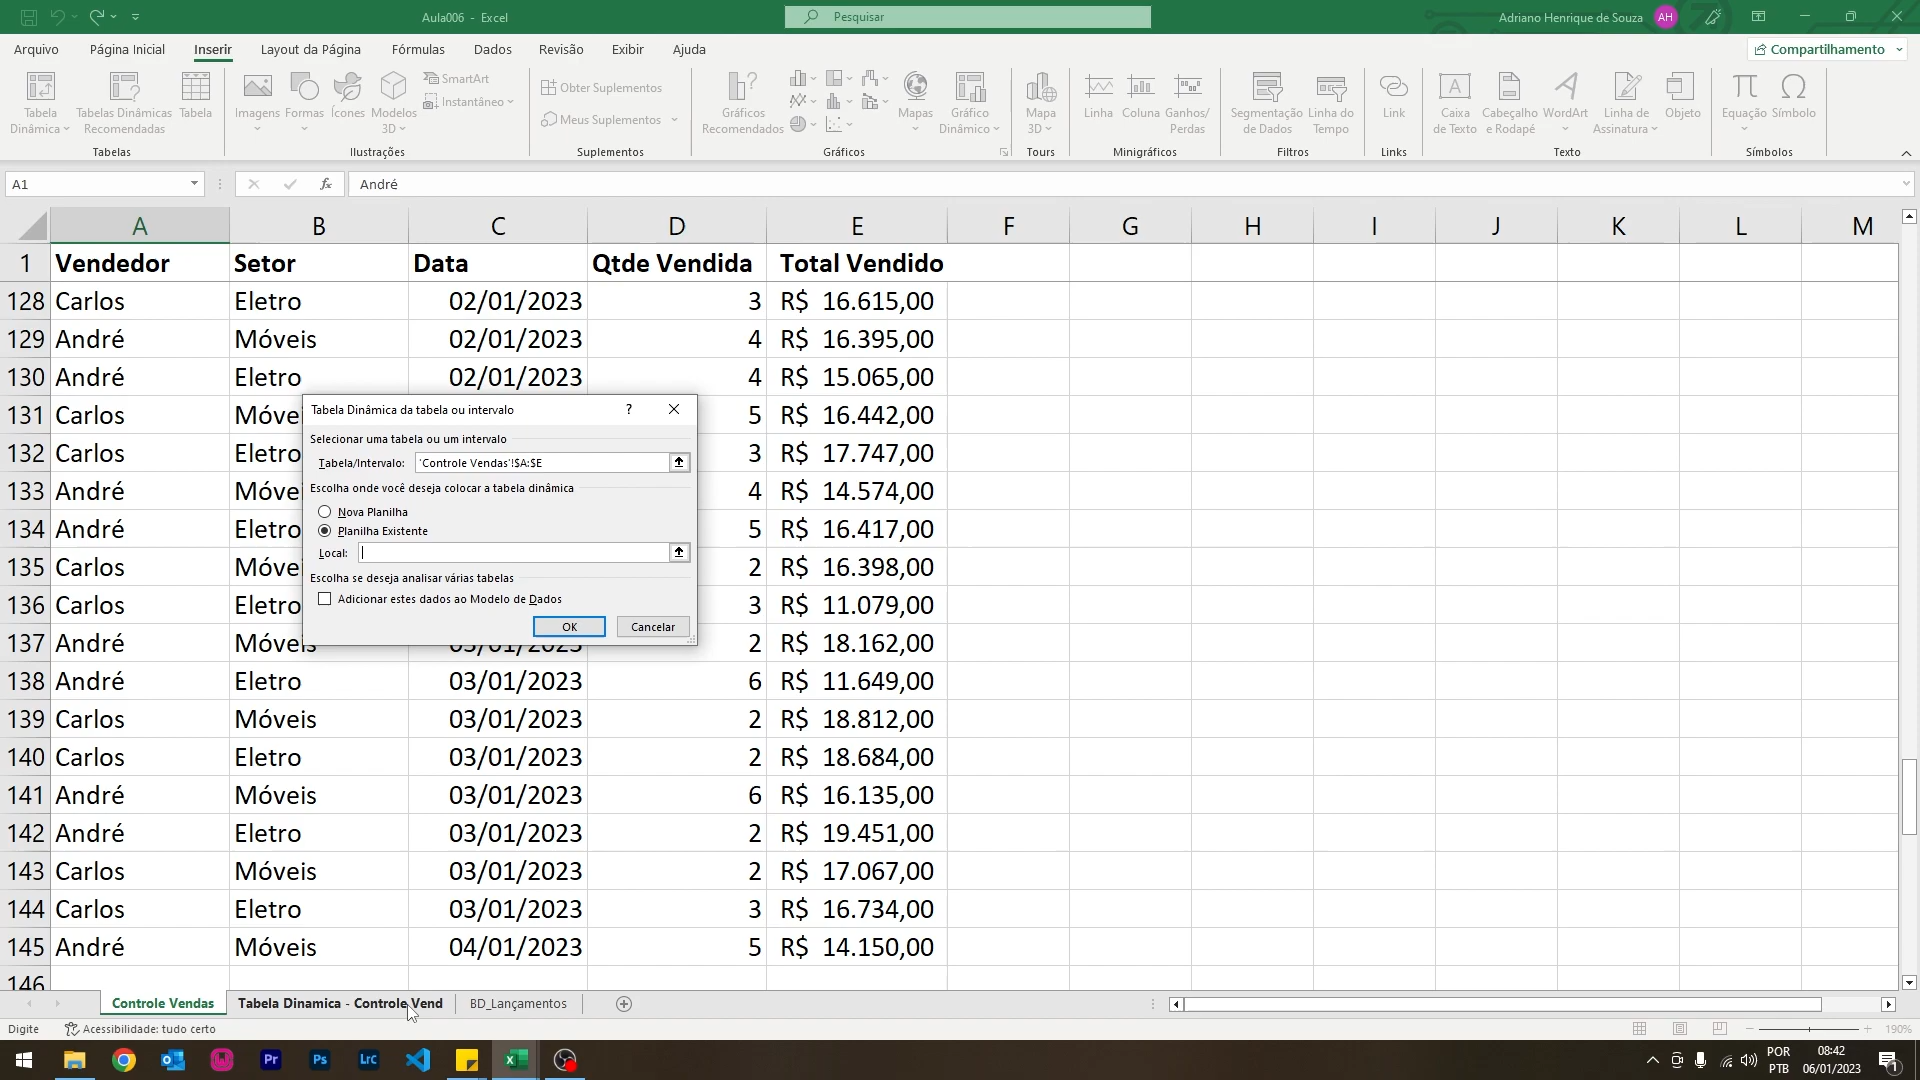 Aula006 - Excel
Pesquisar
Adriano Henrique de Souza
AH
Arquivo Página Inicial Inserir Layout da Página Fórmulas Dados Revisão Exibir Ajuda
Compartilhamento
Tabela Dinâmica
Tabelas Dinâmicas Recomendadas
Tabela
Imagens
Formas
Ícones
Modelos 3D
SmartArt
Instantâneo
Obter Suplementos
Meus Suplementos
Gráficos Recomendados
Mapas
Gráfico Dinâmico
Mapa 3D
Linha
Coluna
Ganhos/ Perdas
Segmentação de Dados
Linha do Tempo
Link
Caixa de Texto
Cabeçalho e Rodapé
WordArt
Linha de Assinatura
Objeto
Equação
Símbolo
Tabelas Ilustrações Suplementos Gráficos Tours Minigráficos Filtros Links Texto Símbolos
A1 fx André
A B C D E F G H I J K L M
1 Vendedor Setor Data Qtde Vendida Total Vendido
128 Carlos Eletro 02/01/2023 3 R$ 16.615,00
129 André Móveis 02/01/2023 4 R$ 16.395,00
130 André Eletro 02/01/2023 4 R$ 15.065,00
131 Carlos Móvei 5 R$ 16.442,00
132 Carlos Eletro 3 R$ 17.747,00
133 André Móvei 4 R$ 14.574,00
134 André Eletro 5 R$ 16.417,00
135 Carlos Móvei 2 R$ 16.398,00
136 Carlos Eletro 3 R$ 11.079,00
137 André Móveis 03/01/2023 2 R$ 18.162,00
138 André Eletro 03/01/2023 6 R$ 11.649,00
139 Carlos Móveis 03/01/2023 2 R$ 18.812,00
140 Carlos Eletro 03/01/2023 2 R$ 18.684,00
141 André Móveis 03/01/2023 6 R$ 16.135,00
142 André Eletro 03/01/2023 2 R$ 19.451,00
143 Carlos Móveis 03/01/2023 2 R$ 17.067,00
144 Carlos Eletro 03/01/2023 3 R$ 16.734,00
145 André Móveis 04/01/2023 5 R$ 14.150,00
146
Tabela Dinâmica da tabela ou intervalo ?
Selecionar uma tabela ou um intervalo
Tabela/Intervalo: 'Controle Vendas'!$A:$E
Escolha onde você deseja colocar a tabela dinâmica
Nova Planilha
Planilha Existente
Local:
Escolha se deseja analisar várias tabelas
Adicionar estes dados ao Modelo de Dados
OK Cancelar
Controle Vendas Tabela Dinamica - Controle Vend BD_Lançamentos
Digite Acessibilidade: tudo certo 190%
Pr Ps Lrc
POR
PTB
08:42
06/01/2023
1